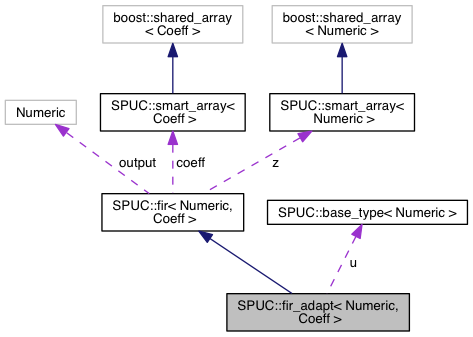 boost::shared_array
< Coeff >
boost::shared_array
< Numeric >
Numeric
SPUC::smart_array<
Coeff >
SPUC::smart_array<
Numeric >
output
coeff
z
SPUC::fir< Numeric,
Coeff >
SPUC::base_type< Numeric >
u
SPUC::fir_adapt< Numeric,
Coeff >